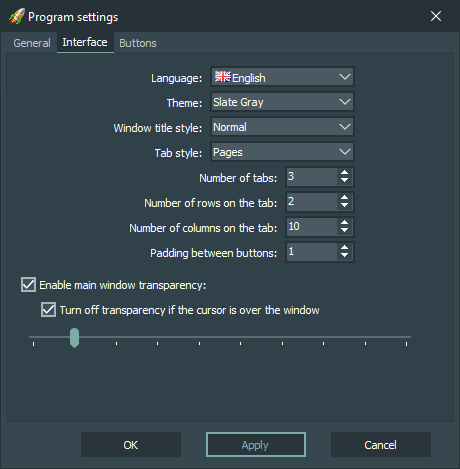 Program settings
General Interface Buttons
Language: English
Theme: Slate Gray
Window title style: Normal
Tab style: Pages
Number of tabs: 3
Number of rows on the tab: 2
Number of columns on the tab: 10
Padding between buttons: 1
Enable main window transparency:
Turn off transparency if the cursor is over the window
OK Apply Cancel